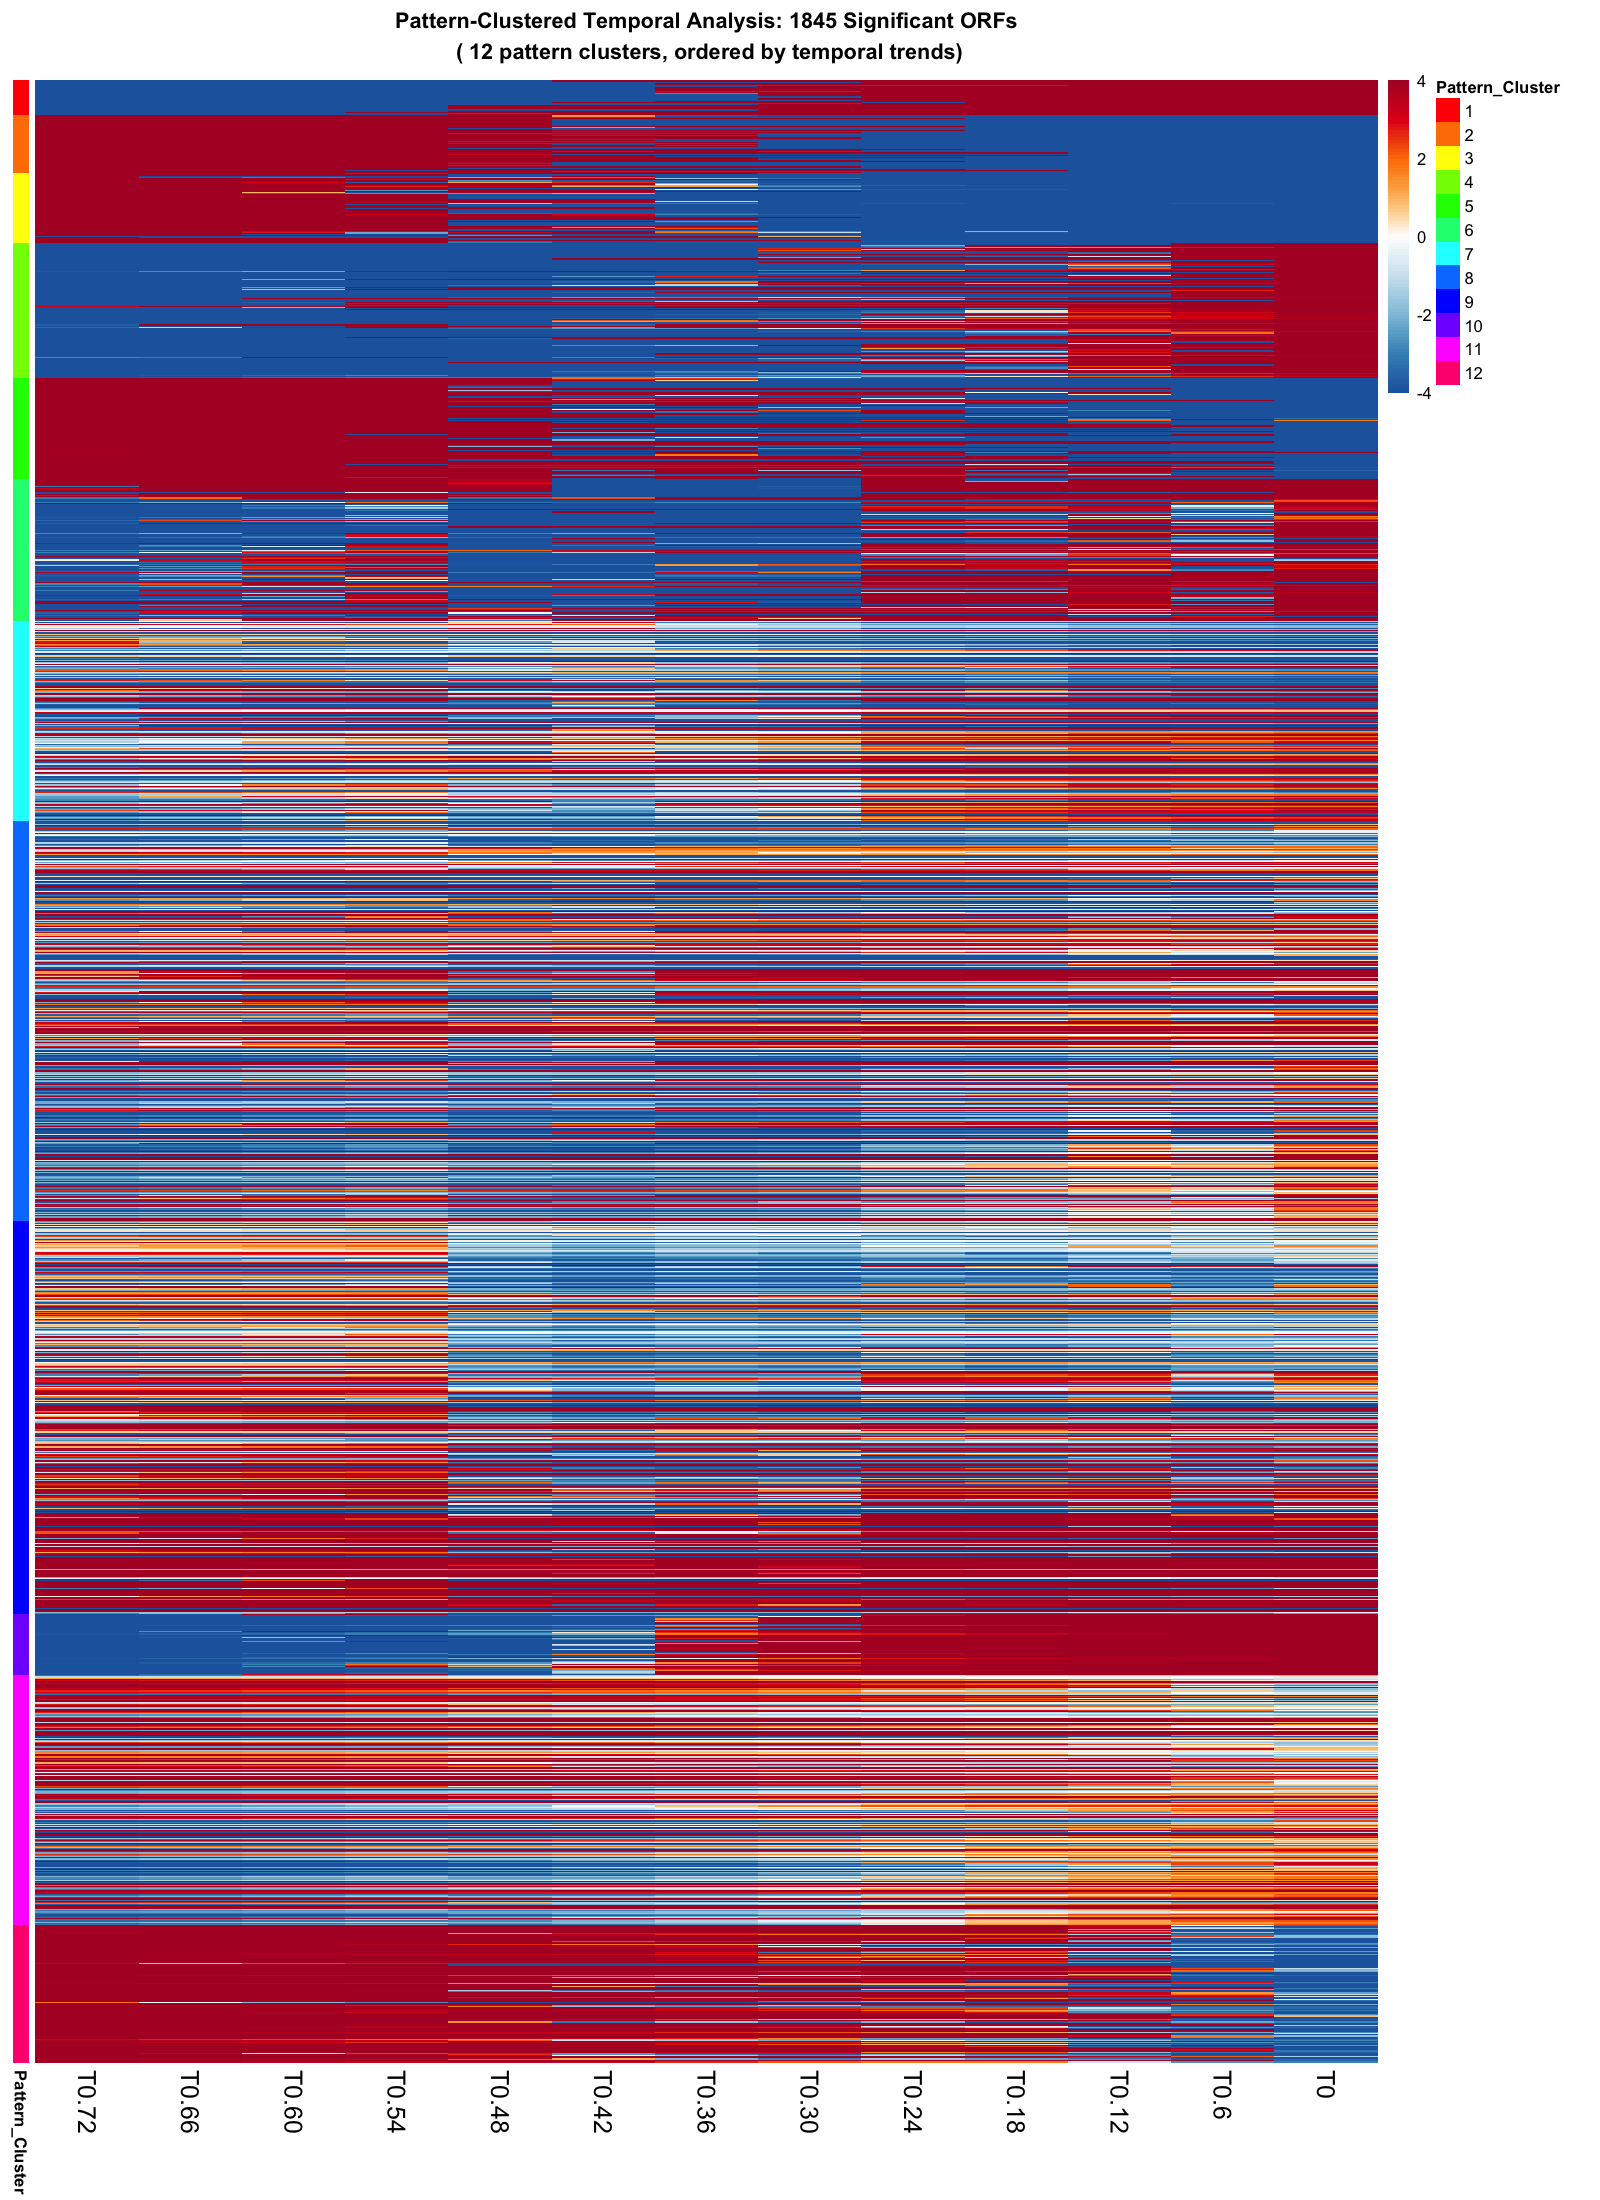 Pattern-Clustered Temporal Analysis: 1845 Significant ORFs
( 12 pattern clusters, ordered by temporal trends)
4
2
0
-2
-4
Pattern_Cluster
1
2
3
4
5
6
7
8
9
10
11
12
Pattern_Cluster
T0.72
T0.66
T0.60
T0.54
T0.48
T0.42
T0.36
T0.30
T0.24
T0.18
T0.12
T0.6
T0